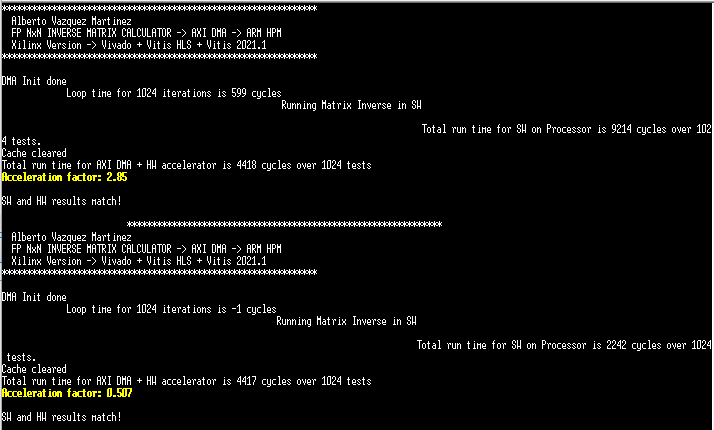 ****************************************************************
Alberto Vazquez Martinez
FP NxN INVERSE MATRIX CALCULATOR -> AXI DMA -> ARM HPM
Xilinx Version -> Vivado + Vitis HLS + Vitis 2021.1
****************************************************************
DMA Init done
Loop time for 1024 iterations is 599 cycles
Running Matrix Inverse in SW
Total run time for SW on Processor is 9214 cycles over 102
4 tests.
Cache cleared
Total run time for AXI DMA + HW accelerator is 4418 cycles over 1024 tests
Acceleration factor: 2.85
SW and HW results match!
****************************************************************
Alberto Vazquez Martinez
FP NxN INVERSE MATRIX CALCULATOR -> AXI DMA -> ARM HPM
Xilinx Version -> Vivado + Vitis HLS + Vitis 2021.1
****************************************************************
DMA Init done
Loop time for 1024 iterations is -1 cycles
Running Matrix Inverse in SW
Total run time for SW on Processor is 2242 cycles over 1024
tests.
Cache cleared
Total run time for AXI DMA + HW accelerator is 4417 cycles over 1024 tests
Acceleration factor: 0.507
SW and HW results match!